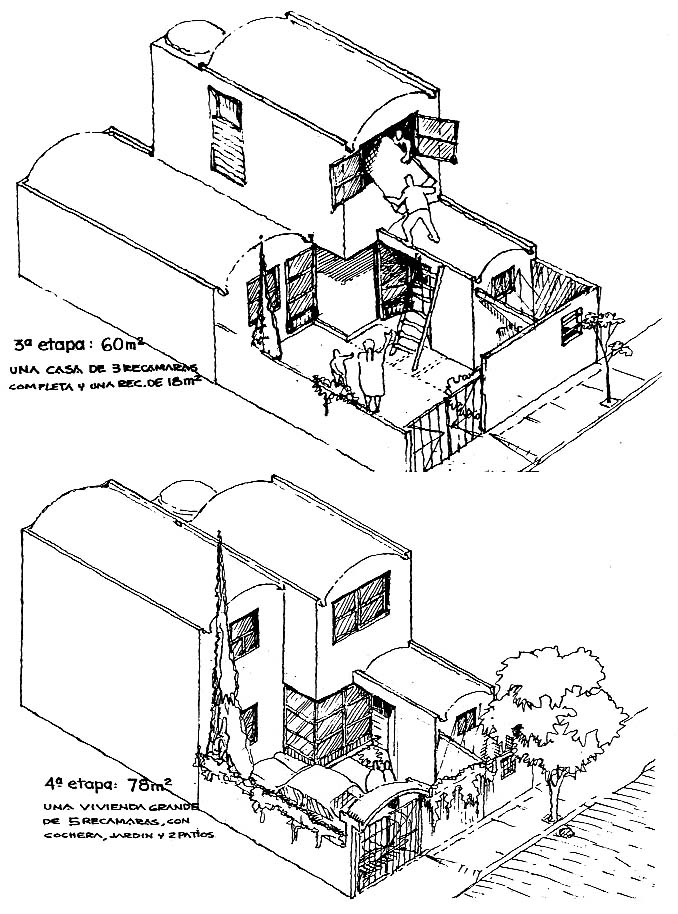 3ª etapa: 60m²
UNA CASA DE 3 RECAMARAS
COMPLETA Y UNA REC. DE 18m²
4ª etapa: 78m²
UNA VIVIENDA GRANDE
DE 5 RECAMARAS, CON
COCHERA, JARDIN Y 2 PATIOS